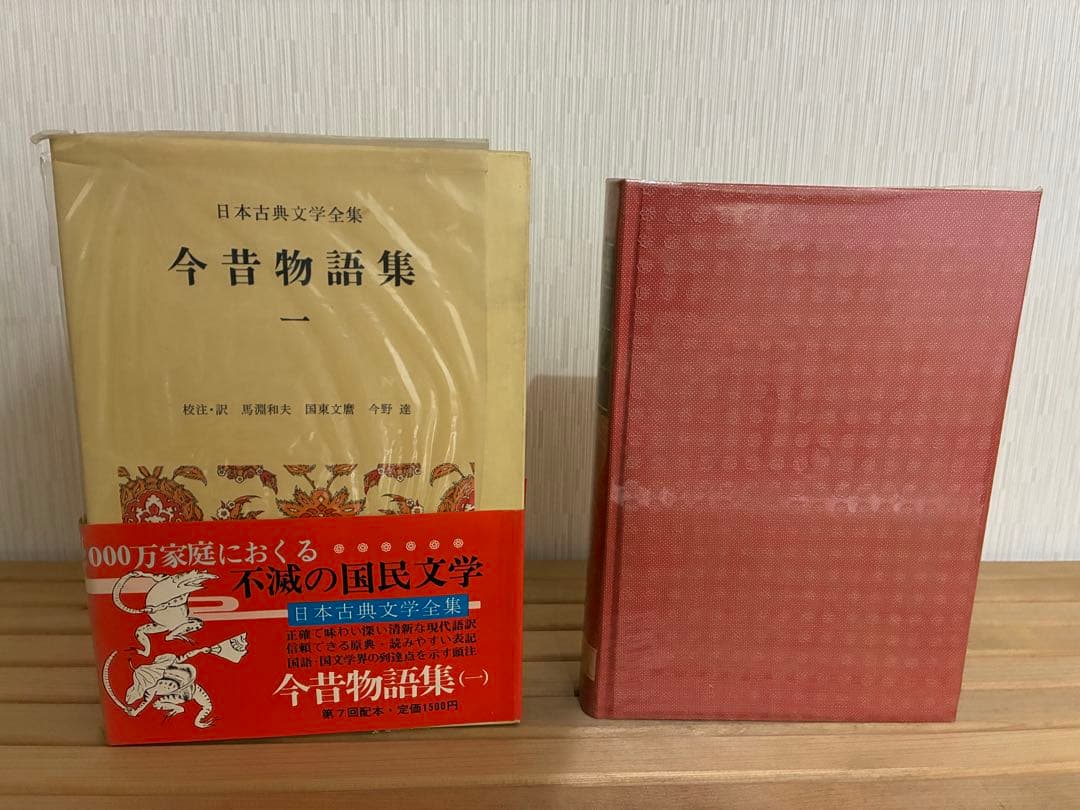 日本古典文学全集
今昔物語集
一
校注・訳 馬淵和夫 国東文麿 今野 達
000万家庭におくる
不滅の国民文学
日本古典文学全集
正確で味わい深い清新な現代語訳
信頼できる原典・読みやすい表記
国語・国文学界の到達点を示す頭注
今昔物語集(一)
第7回配本・定価1500円